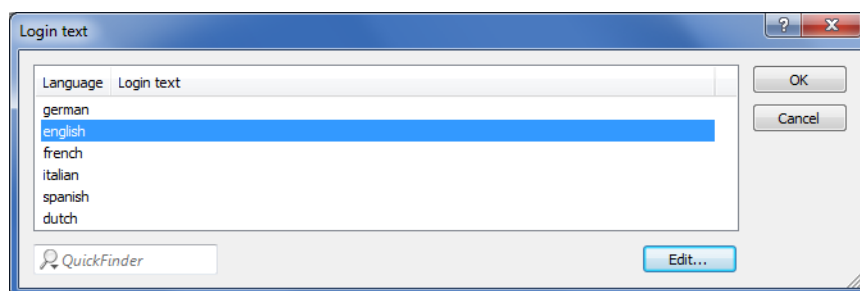 Login text
?
X
Language Login text
german
english
french
italian
spanish
dutch
OK
Cancel
QuickFinder
Edit...